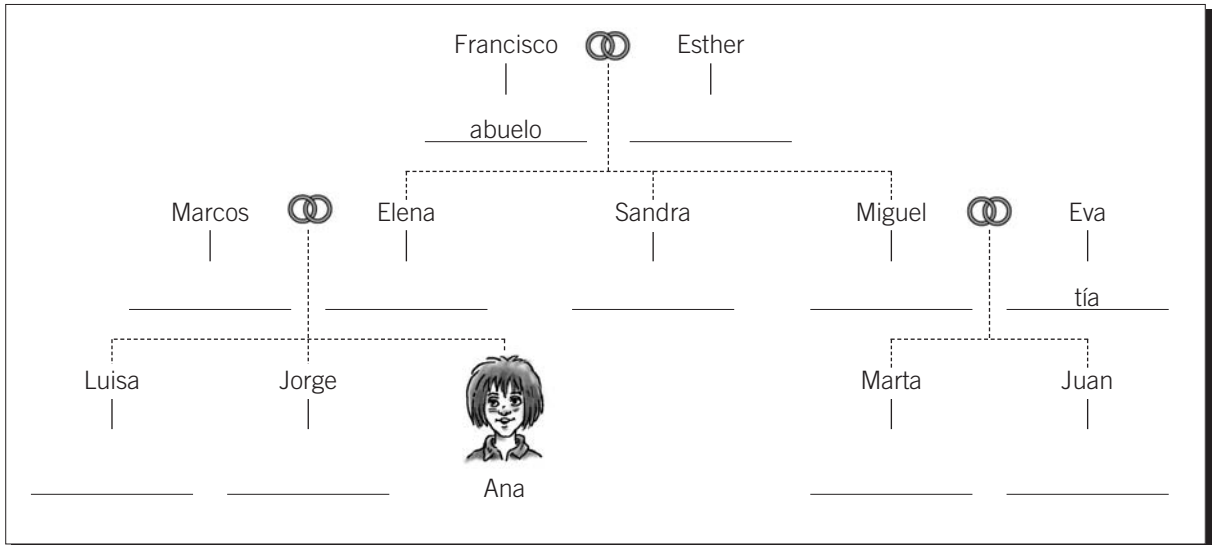 Francisco Esther
abuelo
Marcos Elena Sandra Miguel Eva
tía
Luisa Jorge Marta Juan
Ana